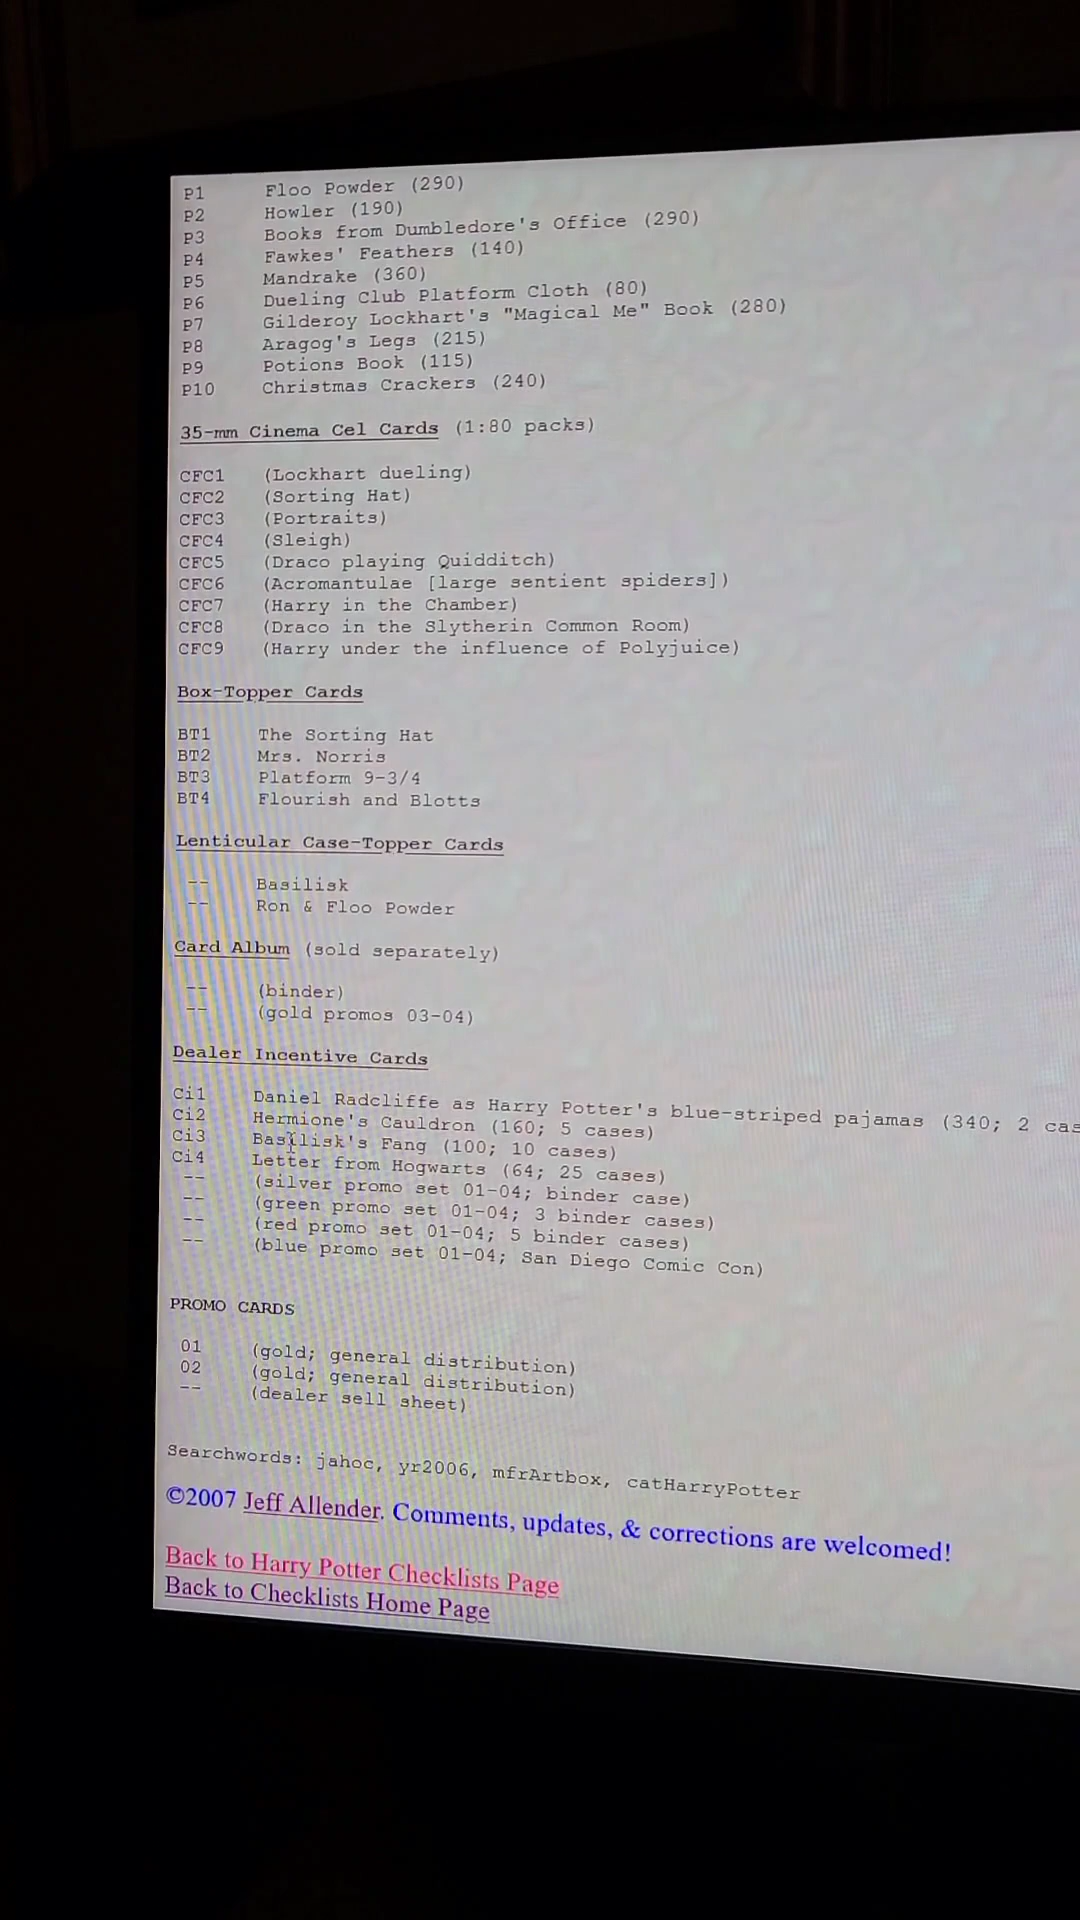 P1 Floo Powder (290)
P2 Howler (190)
P3 Books from Dumbledore's Office (290)
P4 Fawkes' Feathers (140)
P5 Mandrake (360)
P6 Dueling Club Platform Cloth (80)
P7 Gilderoy Lockhart's "Magical Me" Book (280)
P8 Aragog's Legs (215)
P9 Potions Book (115)
P10 Christmas Crackers (240)
35-mm Cinema Cel Cards (1:80 packs)
CFC1 (Lockhart dueling)
CFC2 (Sorting Hat)
CFC3 (Portraits)
CFC4 (Sleigh)
CFC5 (Draco playing Quidditch)
CFC6 (Acromantulae [large sentient spiders])
CFC7 (Harry in the Chamber)
CFC8 (Draco in the Slytherin Common Room)
CFC9 (Harry under the influence of Polyjuice)
Box-Topper Cards
BT1 The Sorting Hat
BT2 Mrs. Norris
BT3 Platform 9-3/4
BT4 Flourish and Blotts
Lenticular Case-Topper Cards
-- Basilisk
-- Ron & Floo Powder
Card Album (sold separately)
-- (binder)
-- (gold promos 03-04)
Dealer Incentive Cards
Ci1 Daniel Radcliffe as Harry Potter's blue-striped pajamas (340; 2 cas
Ci2 Hermione's Cauldron (160; 5 cases)
Ci3 Basilisk's Fang (100; 10 cases)
Ci4 Letter from Hogwarts (64; 25 cases)
-- (silver promo set 01-04; binder case)
-- (green promo set 01-04; 3 binder cases)
-- (red promo set 01-04; 5 binder cases)
-- (blue promo set 01-04; San Diego Comic Con)
PROMO CARDS
01 (gold; general distribution)
02 (gold; general distribution)
-- (dealer sell sheet)
Searchwords: jahoc, yr2006, mfrArtbox, catHarryPotter
©2007 Jeff Allender. Comments, updates, & corrections are welcomed!
Back to Harry Potter Checklists Page
Back to Checklists Home Page